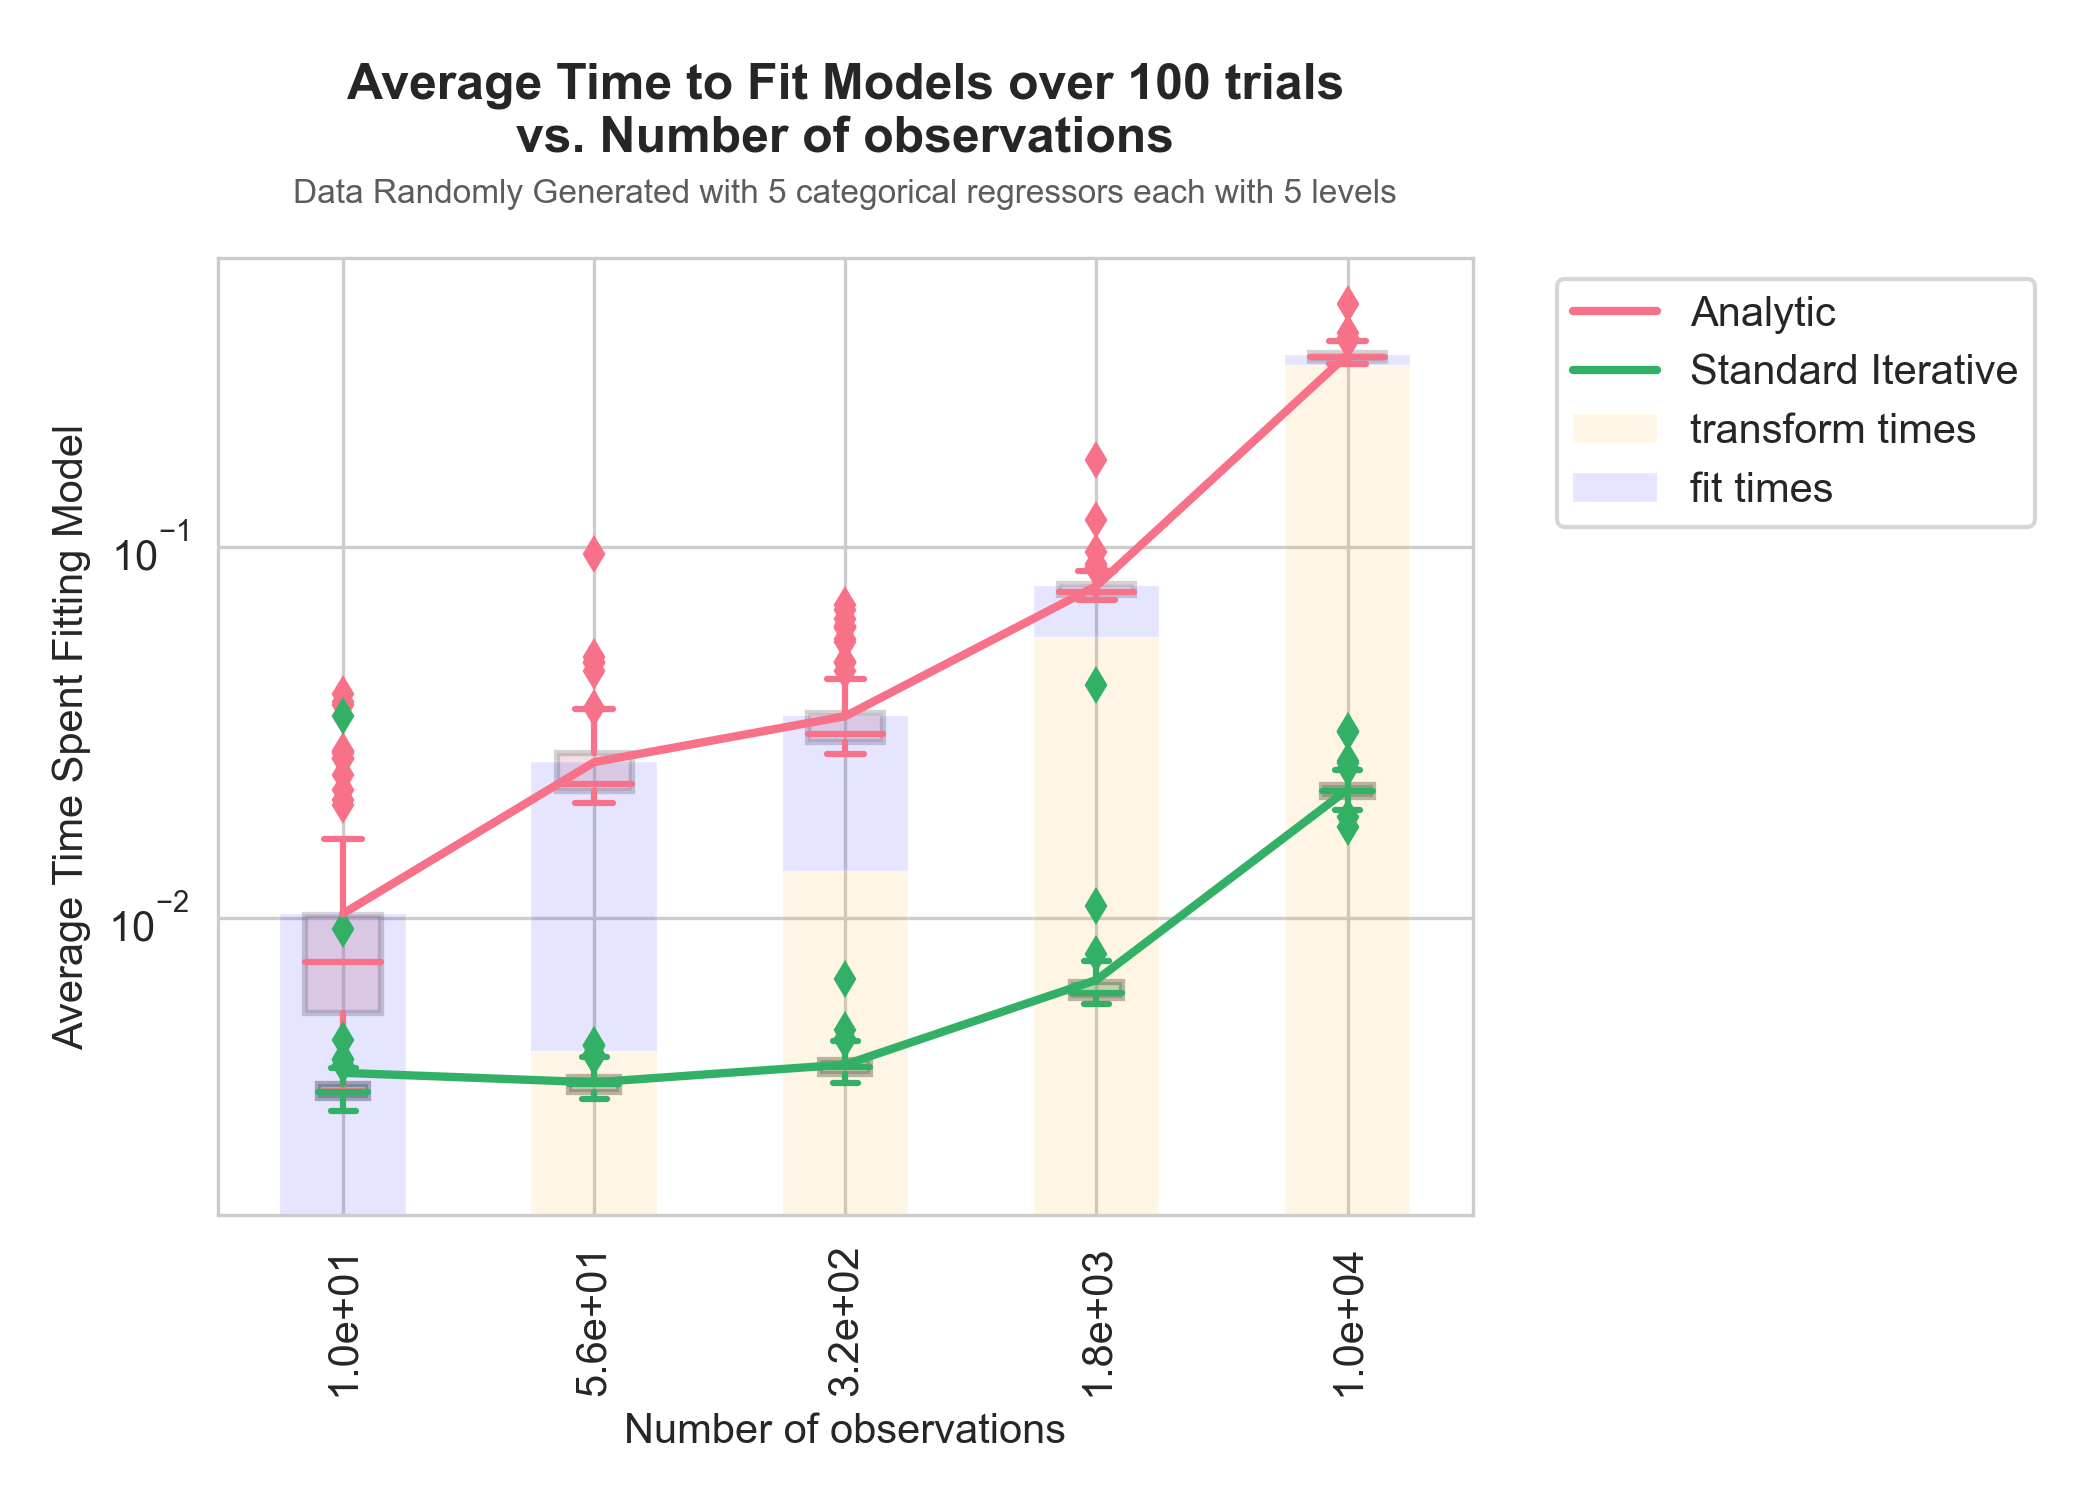 Average Time to Fit Models over 100 trials
vs. Number of observations
Data Randomly Generated with 5 categorical regressors each with 5 levels
Analytic
Standard Iterative
transform times
fit times
Average Time Spent Fitting Model
10⁻¹
10⁻²
1.0e+01
5.6e+01
3.2e+02
1.8e+03
1.0e+04
Number of observations